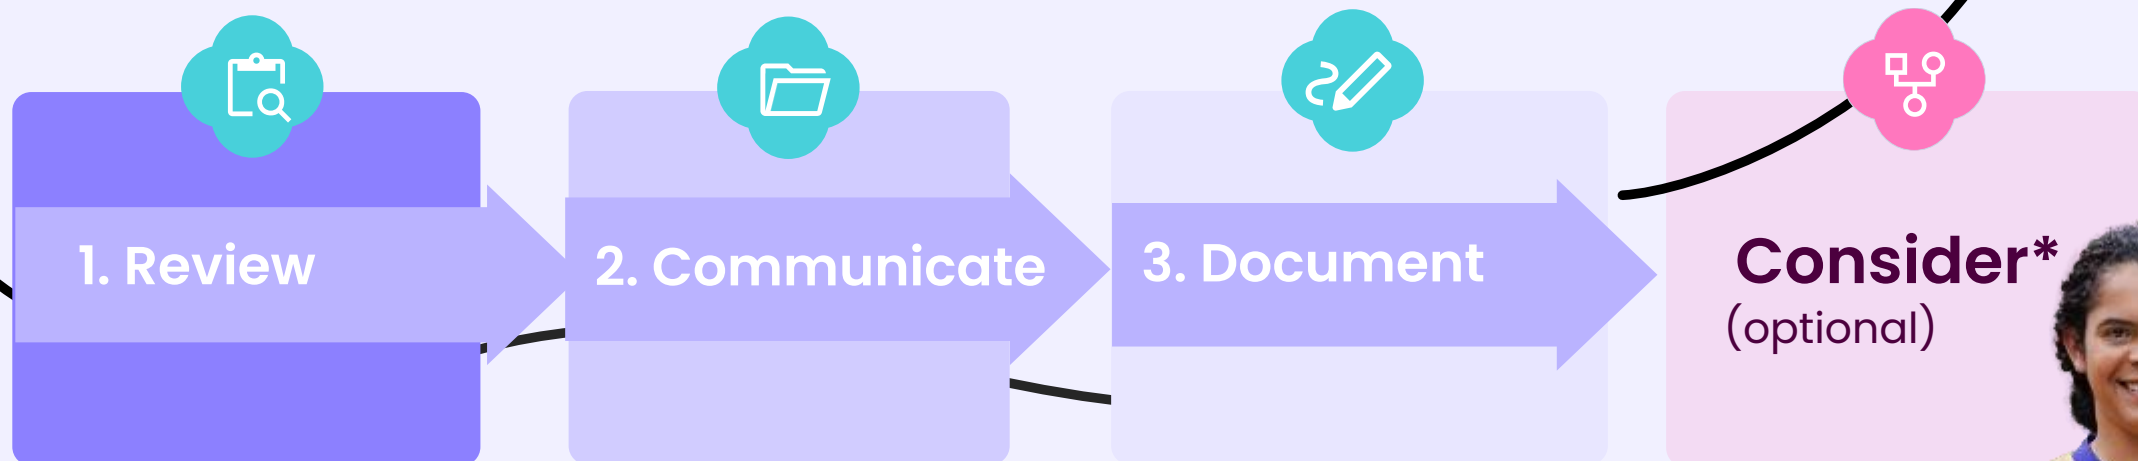 1. Review
2. Communicate
3. Document
Consider*
(optional)